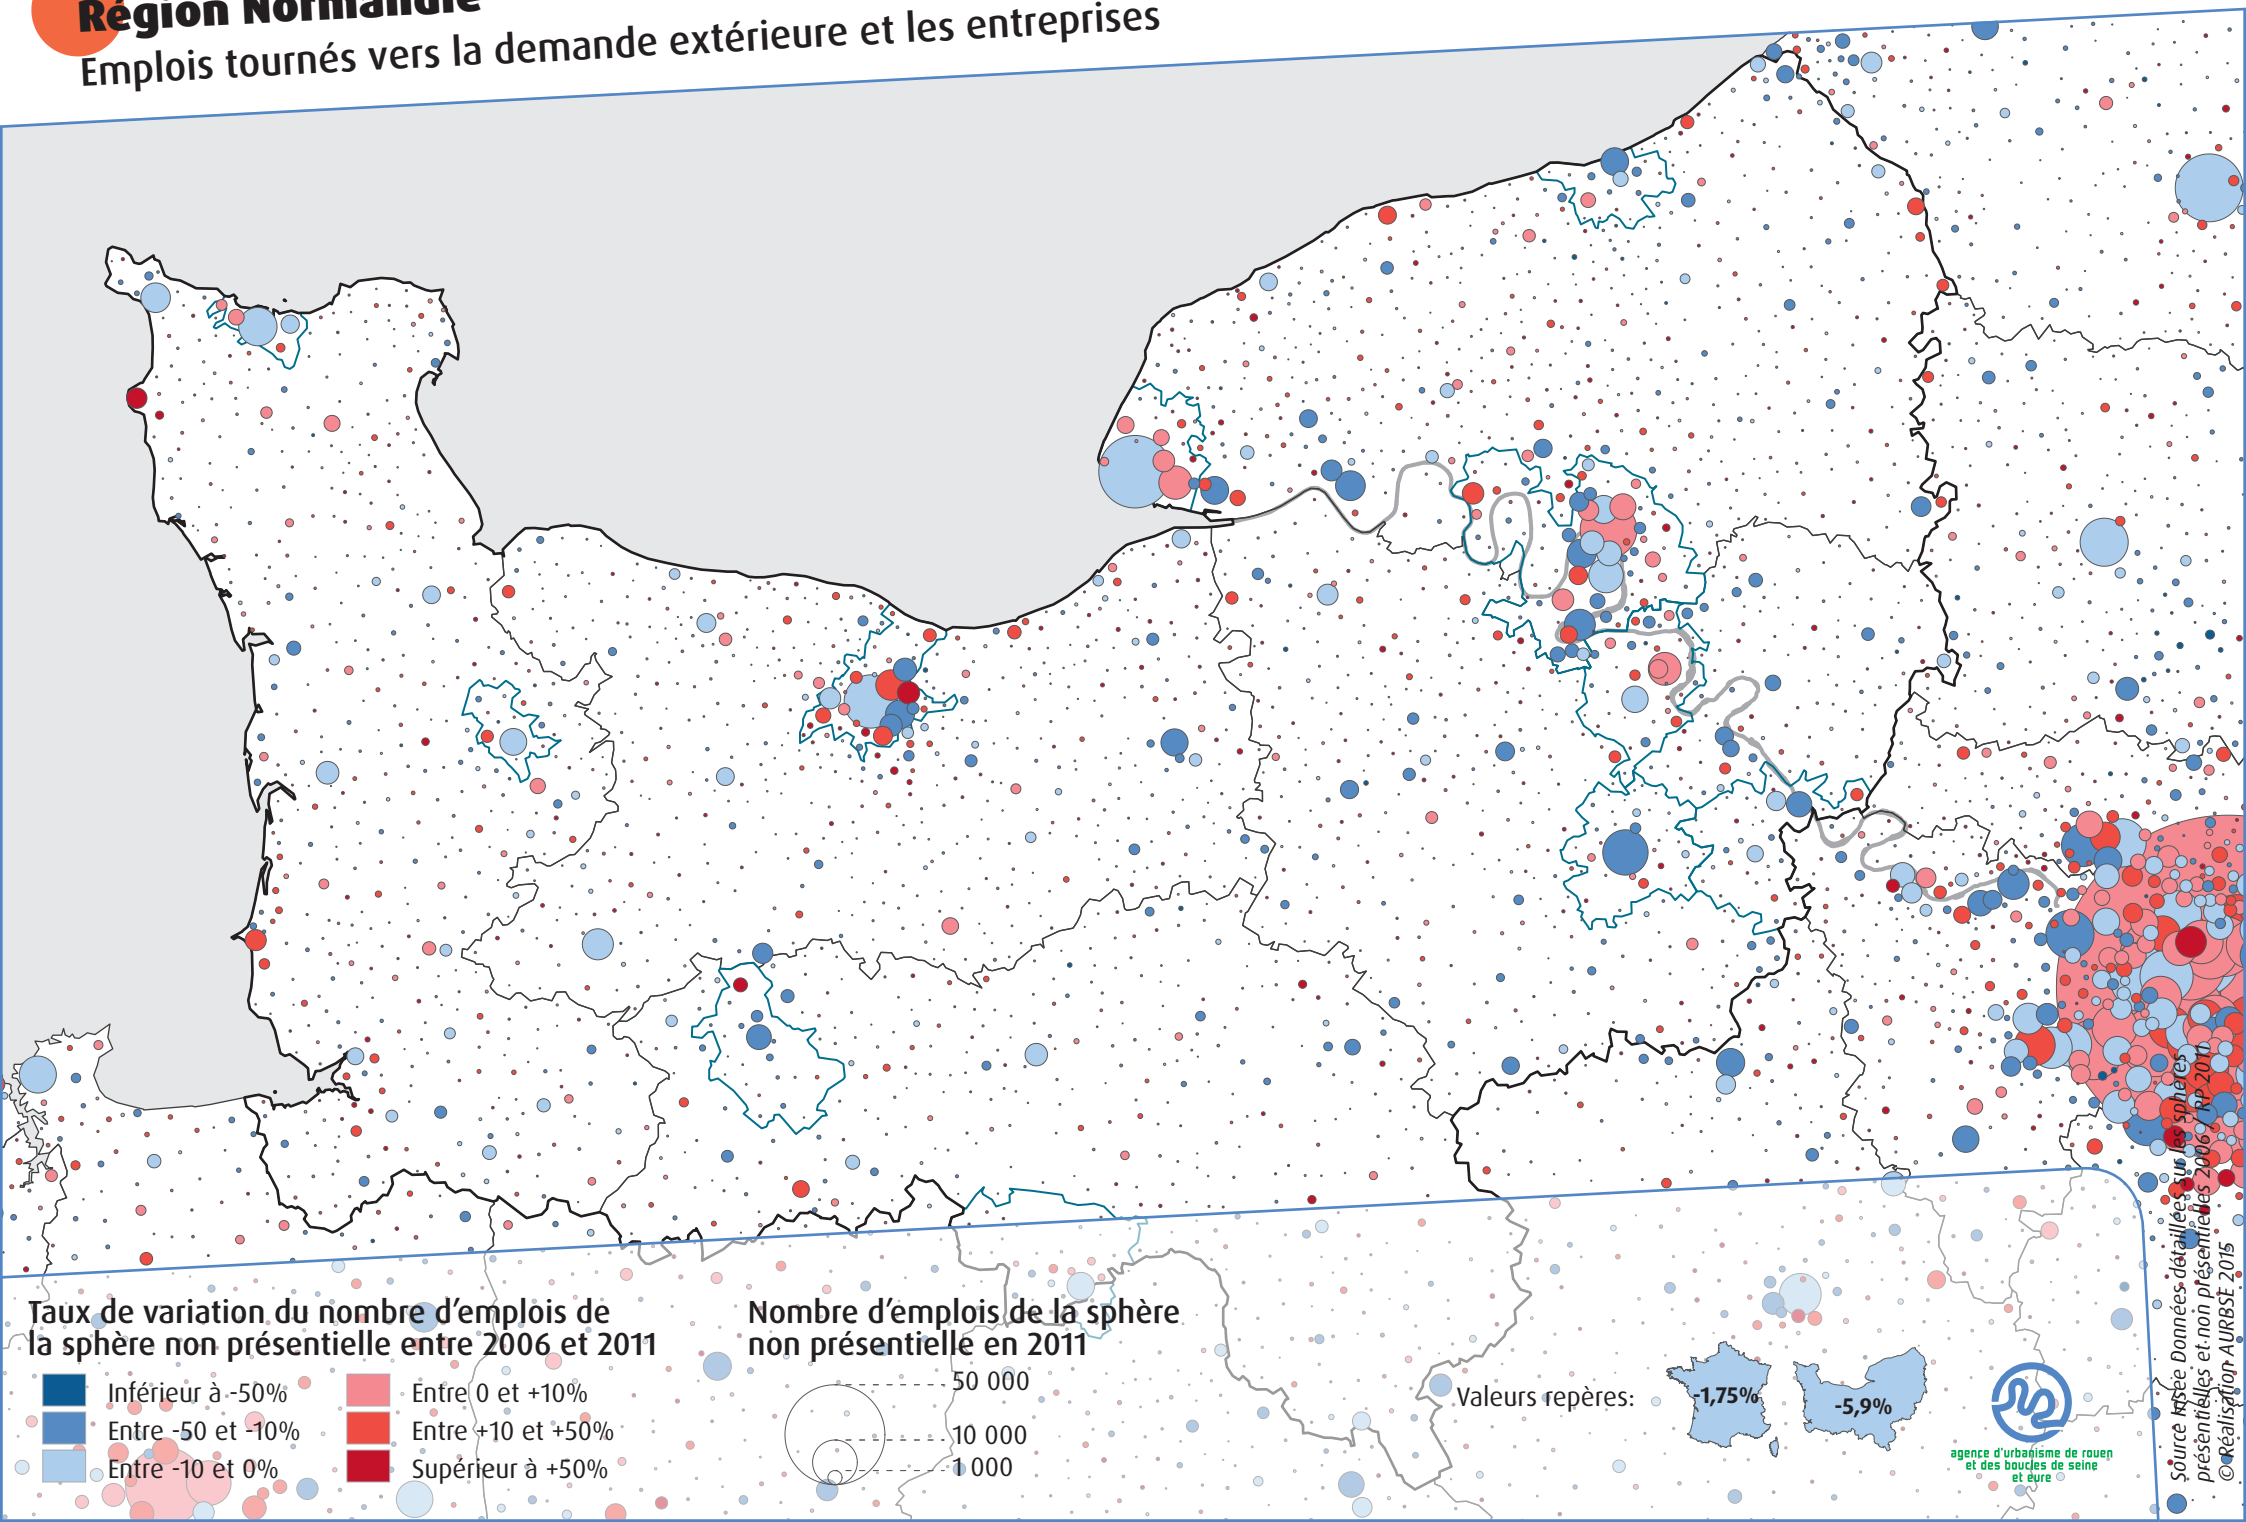 Région Normandie
Emplois tournés vers la demande extérieure et les entreprises
Taux de variation du nombre d’emplois de
la sphère non présentielle entre 2006 et 2011
Inférieur à -50%
Entre -50 et -10%
Entre -10 et 0%
Entre 0 et +10%
Entre +10 et +50%
Supérieur à +50%
Nombre d’emplois de la sphère
non présentielle en 2011
50 000
10 000
1 000
Valeurs repères:
-1,75%
-5,9%
agence d'urbanisme de rouen
et des boucles de seine
et eure
Source Insee Données détaillées sur les sphères
présentielles et non présentielles 2006 / RP 2011
© Réalisation AURBSE 2015